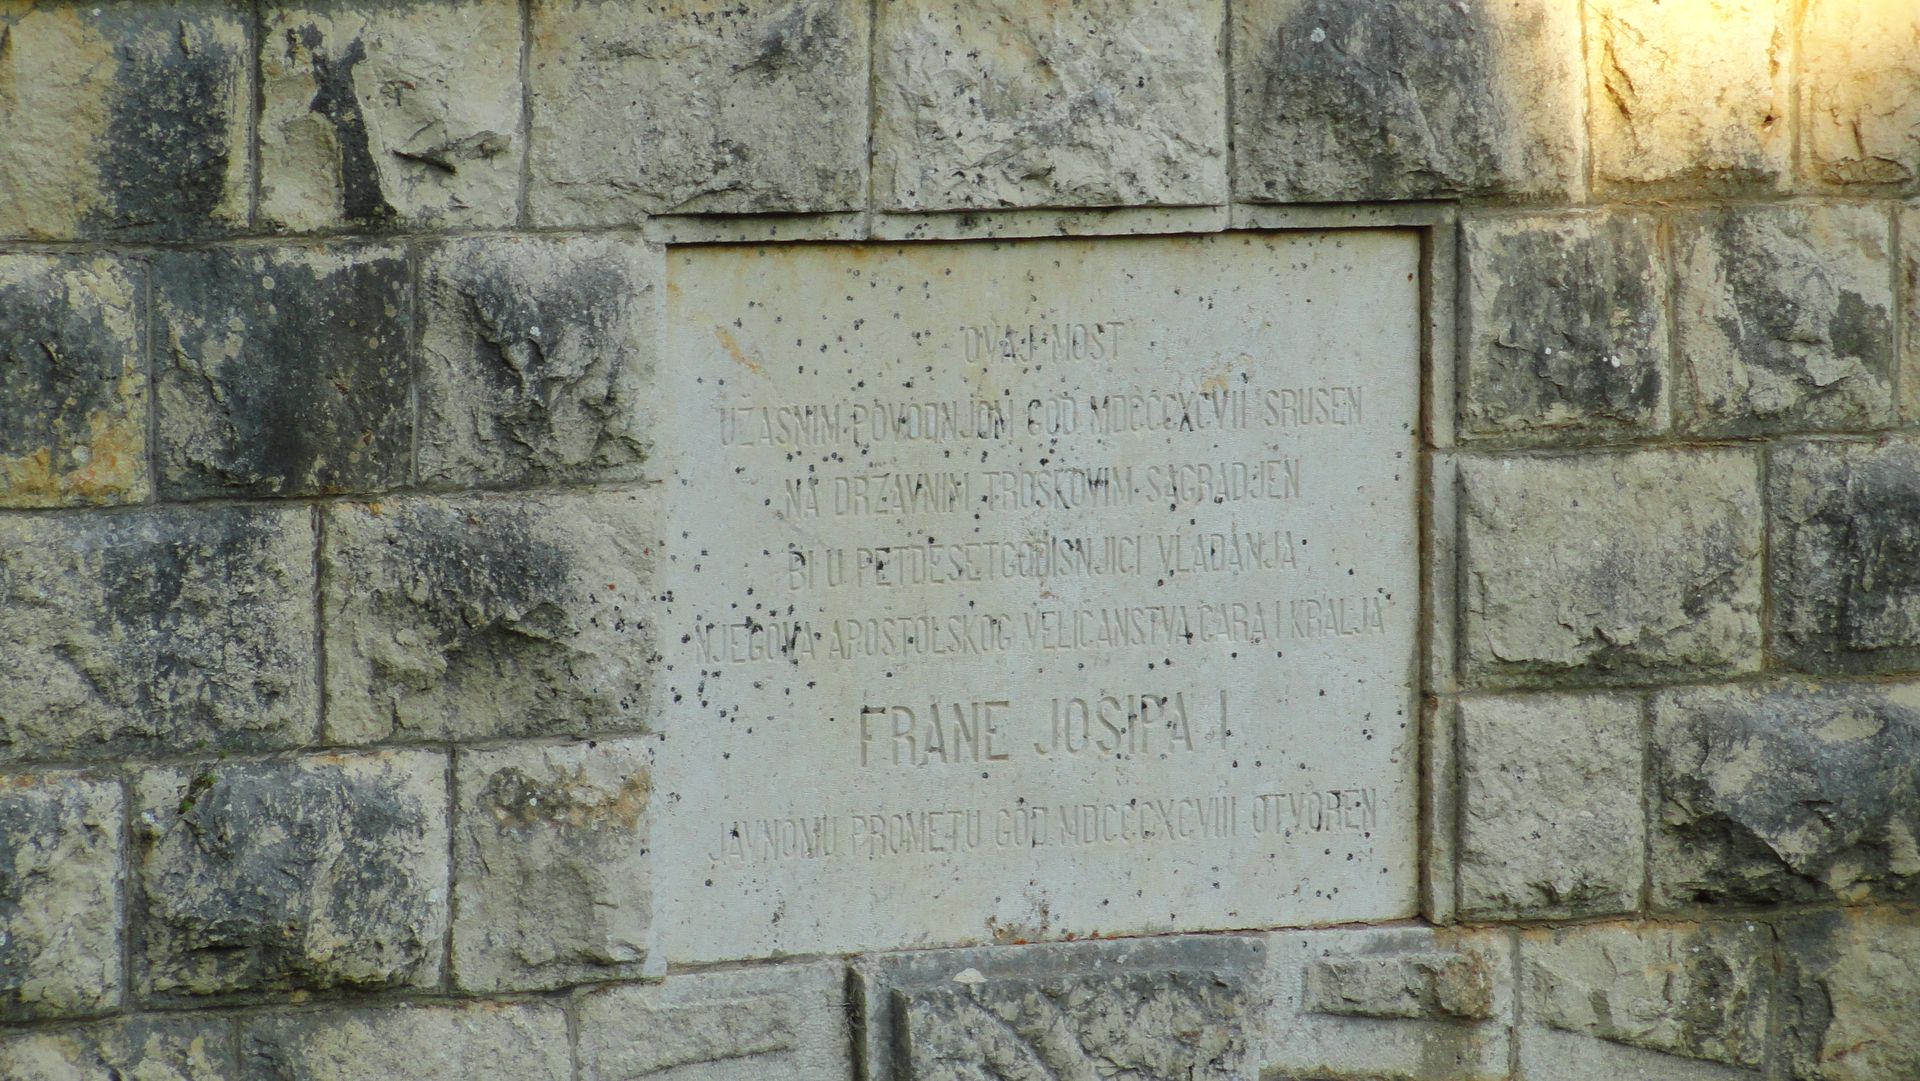 OVAJ MOST
UŽASNIM POVODNJOM GOD MDCCCXCVII SRUŠEN
NA DRŽAVNIM TROSKOVIM SAGRADJEN
BI U PETDESETGODISNJICI VLADANJA
NJEGOVA APOSTOLSKOG VELIČANSTVA CARA I KRALJA
FRANE JOSIPA I
JAVNOMU PROMETU GOD MDCCCXCVIII OTVOREN